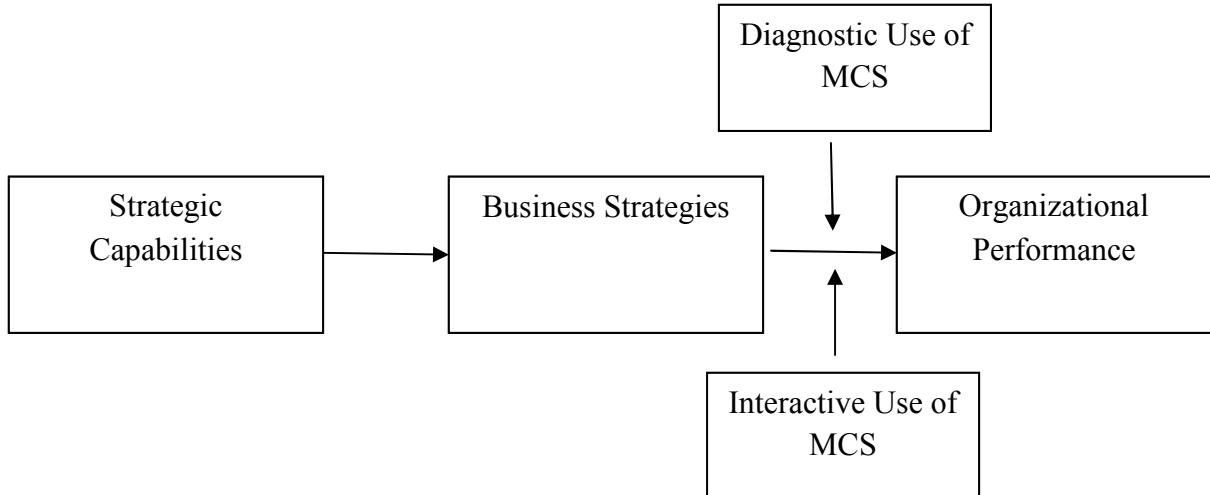 Diagnostic Use of
MCS
Strategic
Capabilities
Business Strategies
Organizational
Performance
Interactive Use of
MCS